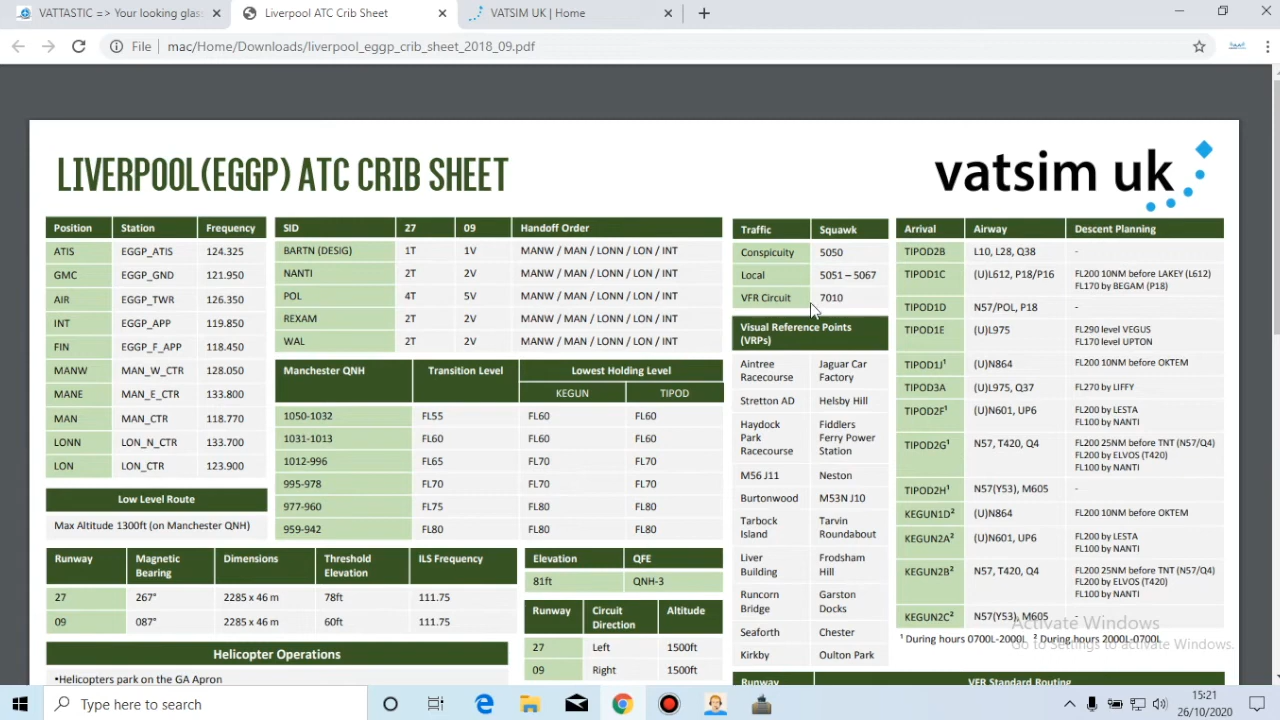 VATTASTIC => Your looking glas
Liverpool ATC Crib Sheet
VATSIM UK | Home
File
mac/Home/Downloads/liverpool_eggp_crib_sheet_2018_09.pdf
LIVERPOOL(EGGP) ATC CRIB SHEET
vatsim uk
Position Station Frequency
ATIS EGGP_ATIS 124.325
GMC EGGP_GND 121.950
AIR EGGP_TWR 126.350
INT EGGP_APP 119.850
FIN EGGP_F_APP 118.450
MANW MAN_W_CTR 128.050
MANE MAN_E_CTR 133.800
MAN MAN_CTR 118.770
LONN LON_N_CTR 133.700
LON LON_CTR 123.900
Low Level Route
Max Altitude 1300ft (on Manchester QNH)
SID 27 09 Handoff Order
BARTN (DESIG) 1T 1V MANW / MAN / LONN / LON / INT
NANTI 2T 2V MANW / MAN / LONN / LON / INT
POL 4T 5V MANW / MAN / LONN / LON / INT
REXAM 2T 2V MANW / MAN / LONN / LON / INT
WAL 2T 2V MANW / MAN / LONN / LON / INT
Manchester QNH Transition Level Lowest Holding Level
KEGUN TIPOD
1050-1032 FL55 FL60 FL60
1031-1013 FL60 FL60 FL60
1012-996 FL65 FL70 FL70
995-978 FL70 FL70 FL70
977-960 FL75 FL80 FL80
959-942 FL80 FL80 FL80
Runway Magnetic Bearing Dimensions Threshold Elevation ILS Frequency
27 267° 2285 x 46 m 78ft 111.75
09 087° 2285 x 46 m 60ft 111.75
Elevation QFE
81ft QNH-3
Runway Circuit Direction Altitude
27 Left 1500ft
09 Right 1500ft
Helicopter Operations
•Helicopters park on the GA Apron
Traffic Squawk
Conspicuity 5050
Local 5051 – 5067
VFR Circuit 7010
Visual Reference Points
(VRPs)
Aintree Racecourse Jaguar Car Factory
Stretton AD Helsby Hill
Haydock Park Racecourse Fiddlers Ferry Power Station
M56 J11 Neston
Burtonwood M53N J10
Tarbock Island Tarvin Roundabout
Liver Building Frodsham Hill
Runcorn Bridge Garston Docks
Seaforth Chester
Kirkby Oulton Park
Arrival Airway Descent Planning
TIPOD2B L10, L28, Q38 -
TIPOD1C (U)L612, P18/P16 FL200 10NM before LAKEY (L612)
FL170 by BEGAM (P18)
TIPOD1D N57/POL, P18 -
TIPOD1E (U)L975 FL290 level VEGUS
FL170 level UPTON
TIPOD1J¹ (U)N864 FL200 10NM before OKTEM
TIPOD3A (U)L975, Q37 FL270 by LIFFY
TIPOD2F¹ (U)N601, UP6 FL200 by LESTA
FL100 by NANTI
TIPOD2G¹ N57, T420, Q4 FL200 25NM before TNT (N57/Q4)
FL200 by ELVOS (T420)
FL100 by NANTI
TIPOD2H¹ N57(Y53), M605 -
KEGUN1D² (U)N864 FL200 10NM before OKTEM
KEGUN2A² (U)N601, UP6 FL200 by LESTA
FL100 by NANTI
KEGUN2B² N57, T420, Q4 FL200 25NM before TNT (N57/Q4)
FL200 by ELVOS (T420)
FL100 by NANTI
KEGUN2C² N57(Y53), M605 -
¹ During hours 0700L-2000L ² During hours 2000L-0700L
Activate Windows
Go to Settings to activate Windows.
Runway VFR Standard Routing
Type here to search
15:21
26/10/2020